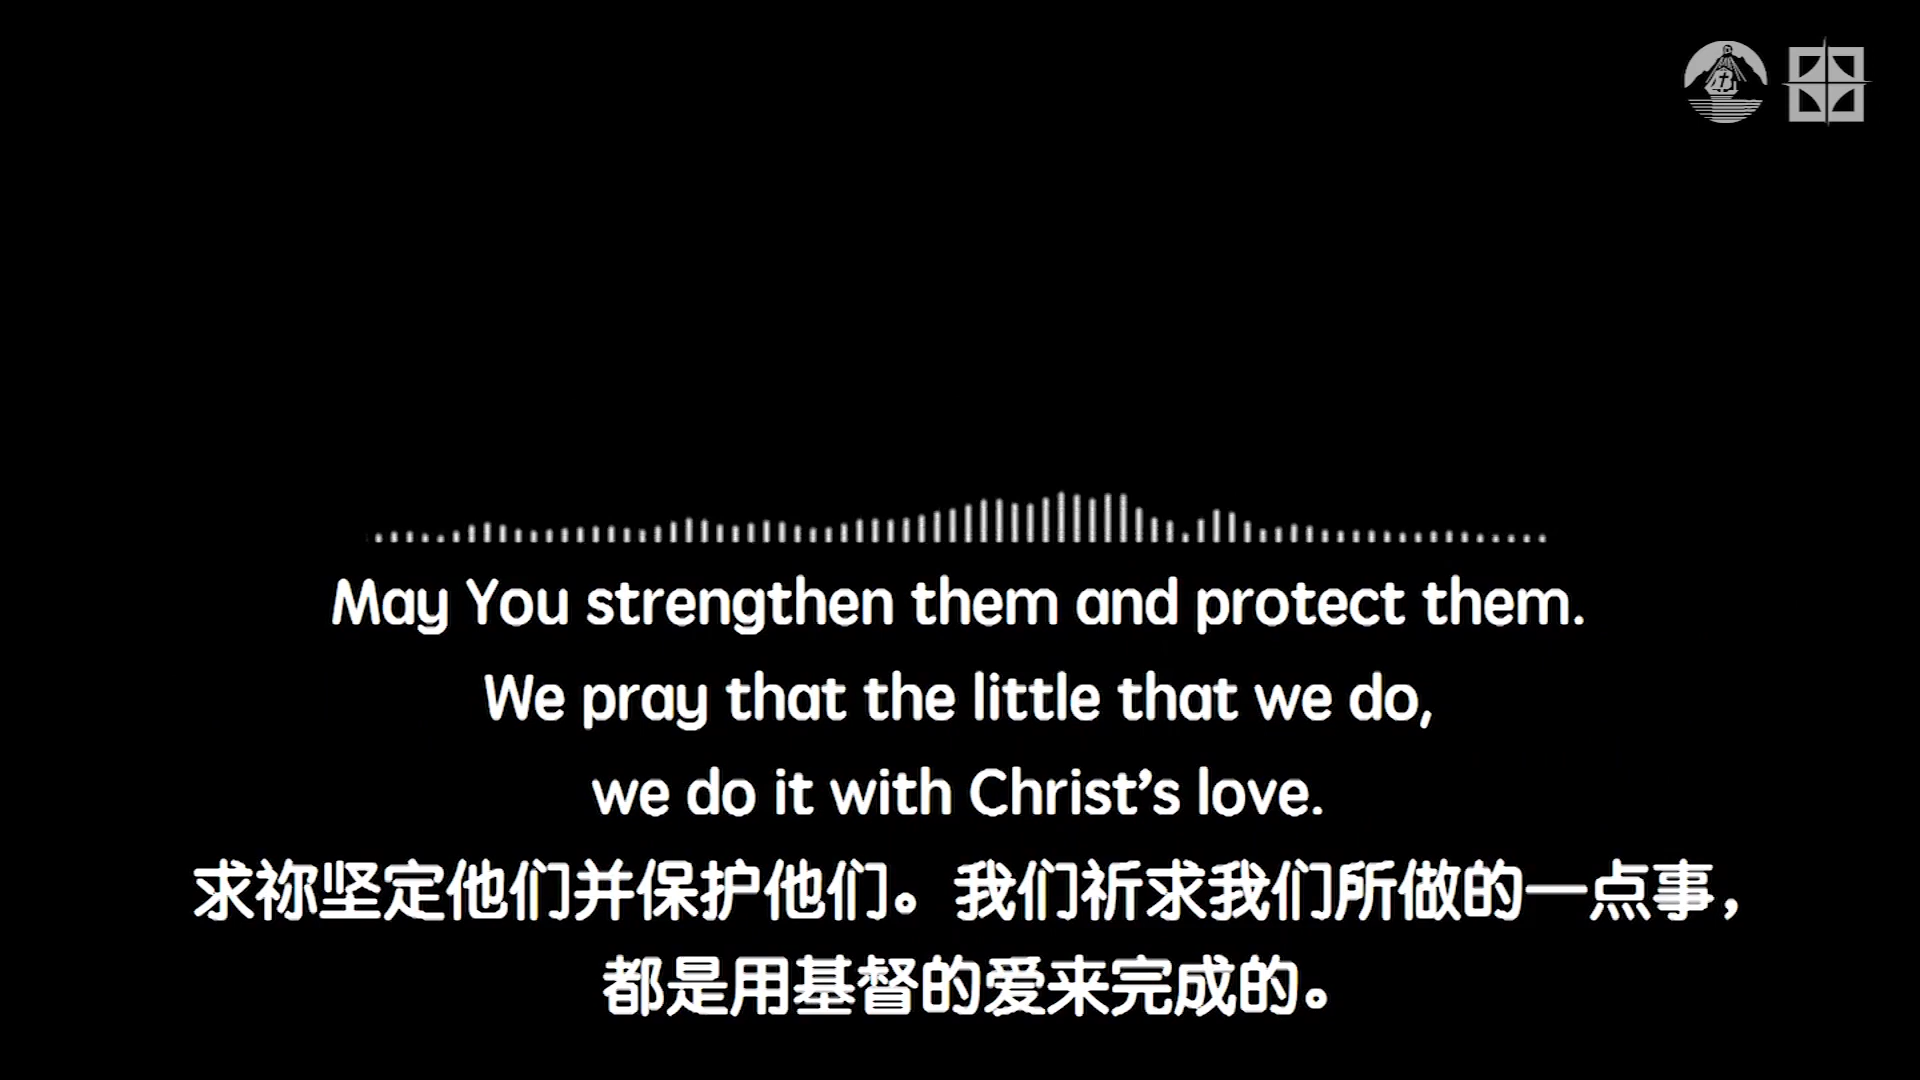 May You strengthen them and protect them.
We pray that the little that we do,
we do it with Christ’s love.
求祢坚定他们并保护他们。我们祈求我们所做的一点事，
都是用基督的爱来完成的。